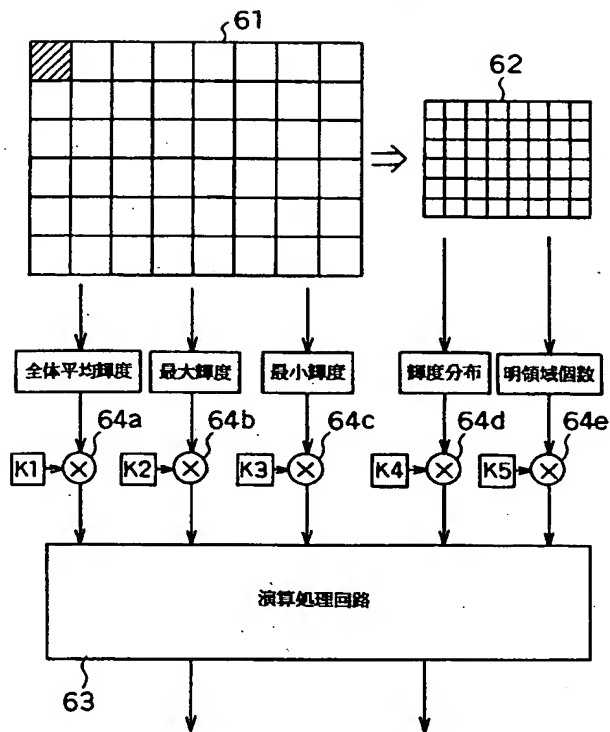 61
62
全体平均輝度
最大輝度
最小輝度
輝度分布
明領域個数
64a
64b
64c
64d
64e
K1
K2
K3
K4
K5
演算処理回路
63